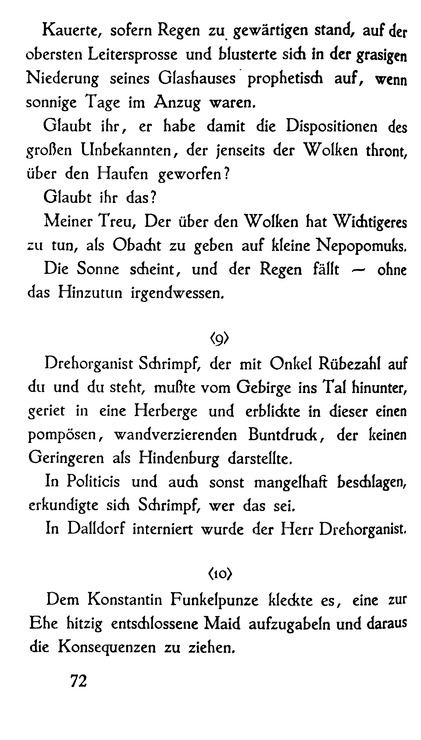 Kauerte, sofern Regen zu gewärtigen stand, auf der
obersten Leitersprosse und blusterte sich in der grasigen
Niederung seines Glashauses prophetisch auf, wenn
sonnige Tage im Anzug waren.
Glaubt ihr, er habe damit die Dispositionen des
großen Unbekannten, der jenseits der Wolken thront,
über den Haufen geworfen?
Glaubt ihr das?
Meiner Treu, Der über den Wolken hat Wichtigeres
zu tun, als Obacht zu geben auf kleine Nepopomuks.
Die Sonne scheint, und der Regen fällt — ohne
das Hinzutun irgendwessen.
⟨9⟩
Drehorganist Schrimpf, der mit Onkel Rübezahl auf
du und du steht, mußte vom Gebirge ins Tal hinunter,
geriet in eine Herberge und erblickte in dieser einen
pompösen, wandverzierenden Buntdruck, der keinen
Geringeren als Hindenburg darstellte.
In Politicis und auch sonst mangelhaft beschlagen,
erkundigte sich Schrimpf, wer das sei.
In Dalldorf interniert wurde der Herr Drehorganist.
⟨10⟩
Dem Konstantin Funkelpunze kleckte es, eine zur
Ehe hitzig entschlossene Maid aufzugabeln und daraus
die Konsequenzen zu ziehen.
72